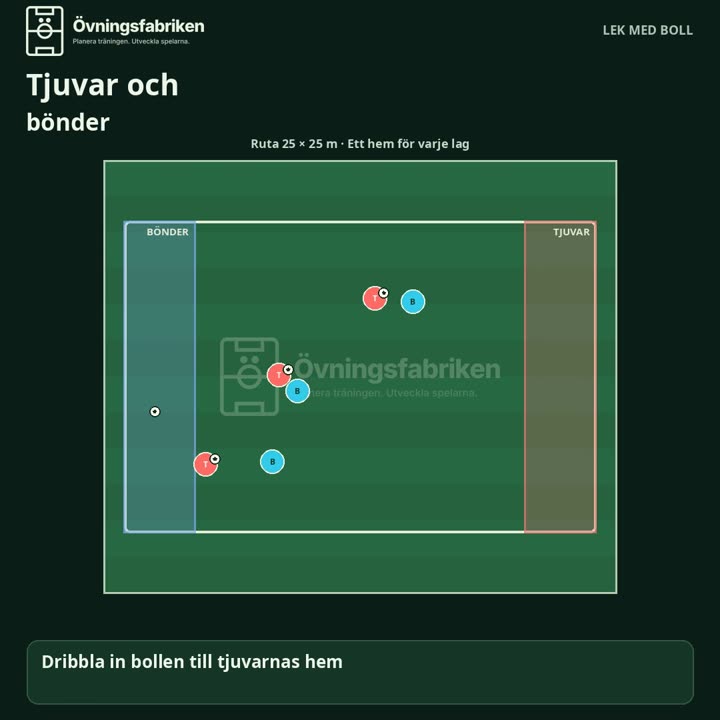 Övningsfabriken
Planera träningen. Utveckla spelarna.
LEK MED BOLL
Tjuvar och
bönder
Ruta 25 × 25 m · Ett hem för varje lag
BÖNDER
TJUVAR
T
B
Övningsfabriken
T
B
nera träningen. Utveckla spelarna.
T
B
Dribbla in bollen till tjuvarnas hem